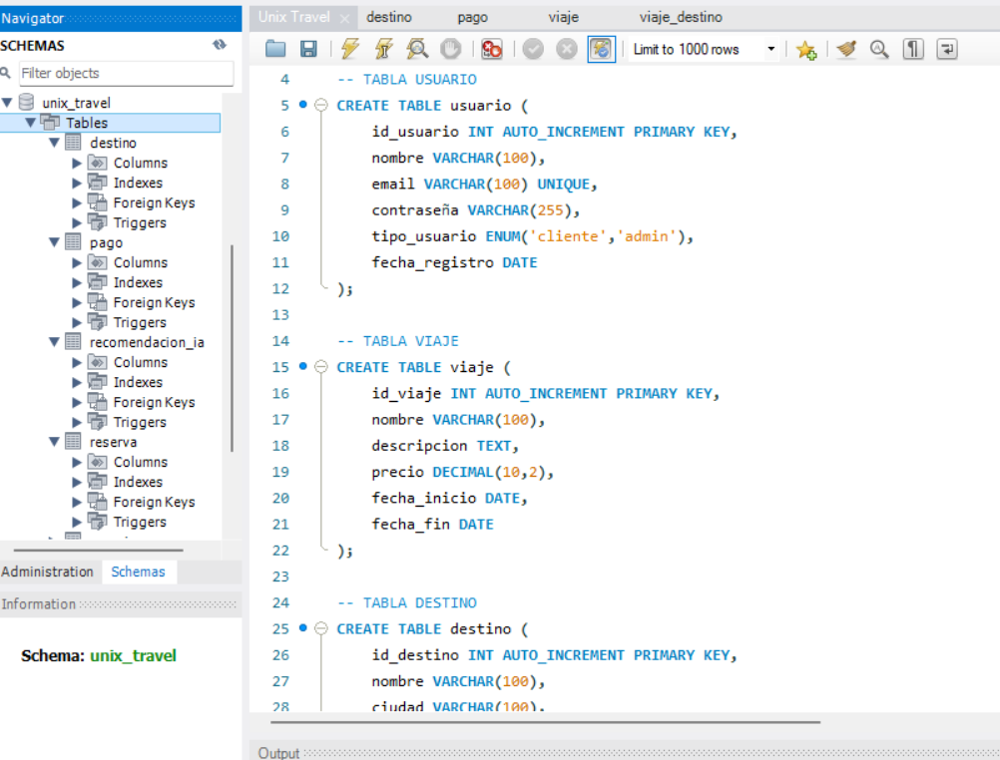 Navigator
SCHEMAS
Filter objects
unix_travel
Tables
destino
Columns
Indexes
Foreign Keys
Triggers
pago
Columns
Indexes
Foreign Keys
Triggers
recomendacion_ia
Columns
Indexes
Foreign Keys
Triggers
reserva
Columns
Indexes
Foreign Keys
Triggers
Administration Schemas
Information
Schema: unix_travel
Unix Travel destino pago viaje viaje_destino
Limit to 1000 rows
4 -- TABLA USUARIO
5 CREATE TABLE usuario (
6 id_usuario INT AUTO_INCREMENT PRIMARY KEY,
7 nombre VARCHAR(100),
8 email VARCHAR(100) UNIQUE,
9 contraseña VARCHAR(255),
10 tipo_usuario ENUM('cliente','admin'),
11 fecha_registro DATE
12 );
13
14 -- TABLA VIAJE
15 CREATE TABLE viaje (
16 id_viaje INT AUTO_INCREMENT PRIMARY KEY,
17 nombre VARCHAR(100),
18 descripcion TEXT,
19 precio DECIMAL(10,2),
20 fecha_inicio DATE,
21 fecha_fin DATE
22 );
23
24 -- TABLA DESTINO
25 CREATE TABLE destino (
26 id_destino INT AUTO_INCREMENT PRIMARY KEY,
27 nombre VARCHAR(100),
28 ciudad VARCHAR(100),
Output